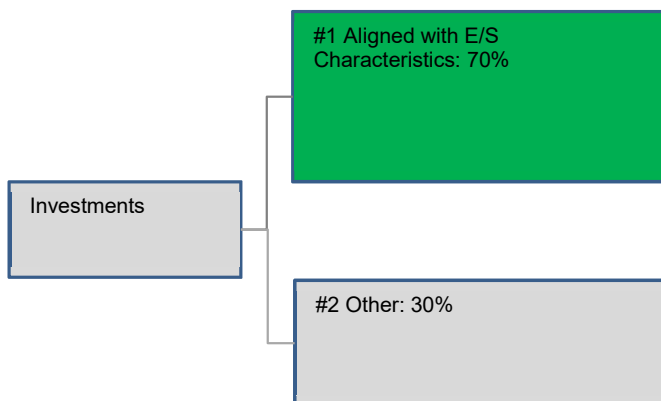 #1 Aligned with E/S
Characteristics: 70%
Investments
#2 Other: 30%